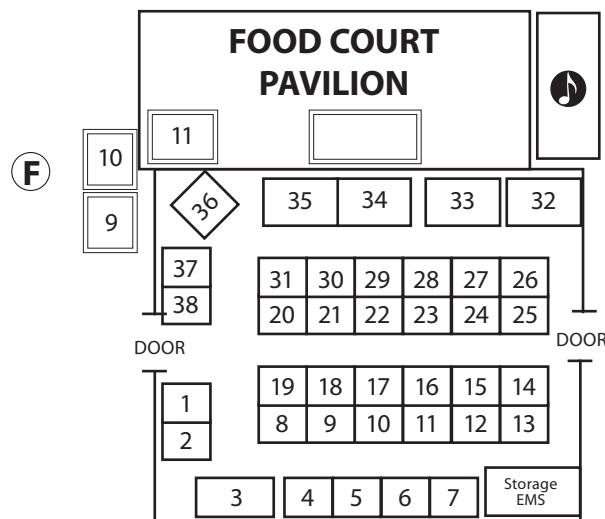 FOOD COURT
PAVILION
11
10
F
9
36
35 34 33 32
37
38
31 30 29 28 27 26
20 21 22 23 24 25
DOOR
DOOR
19 18 17 16 15 14
8 9 10 11 12 13
1
2
3 4 5 6 7
Storage
EMS